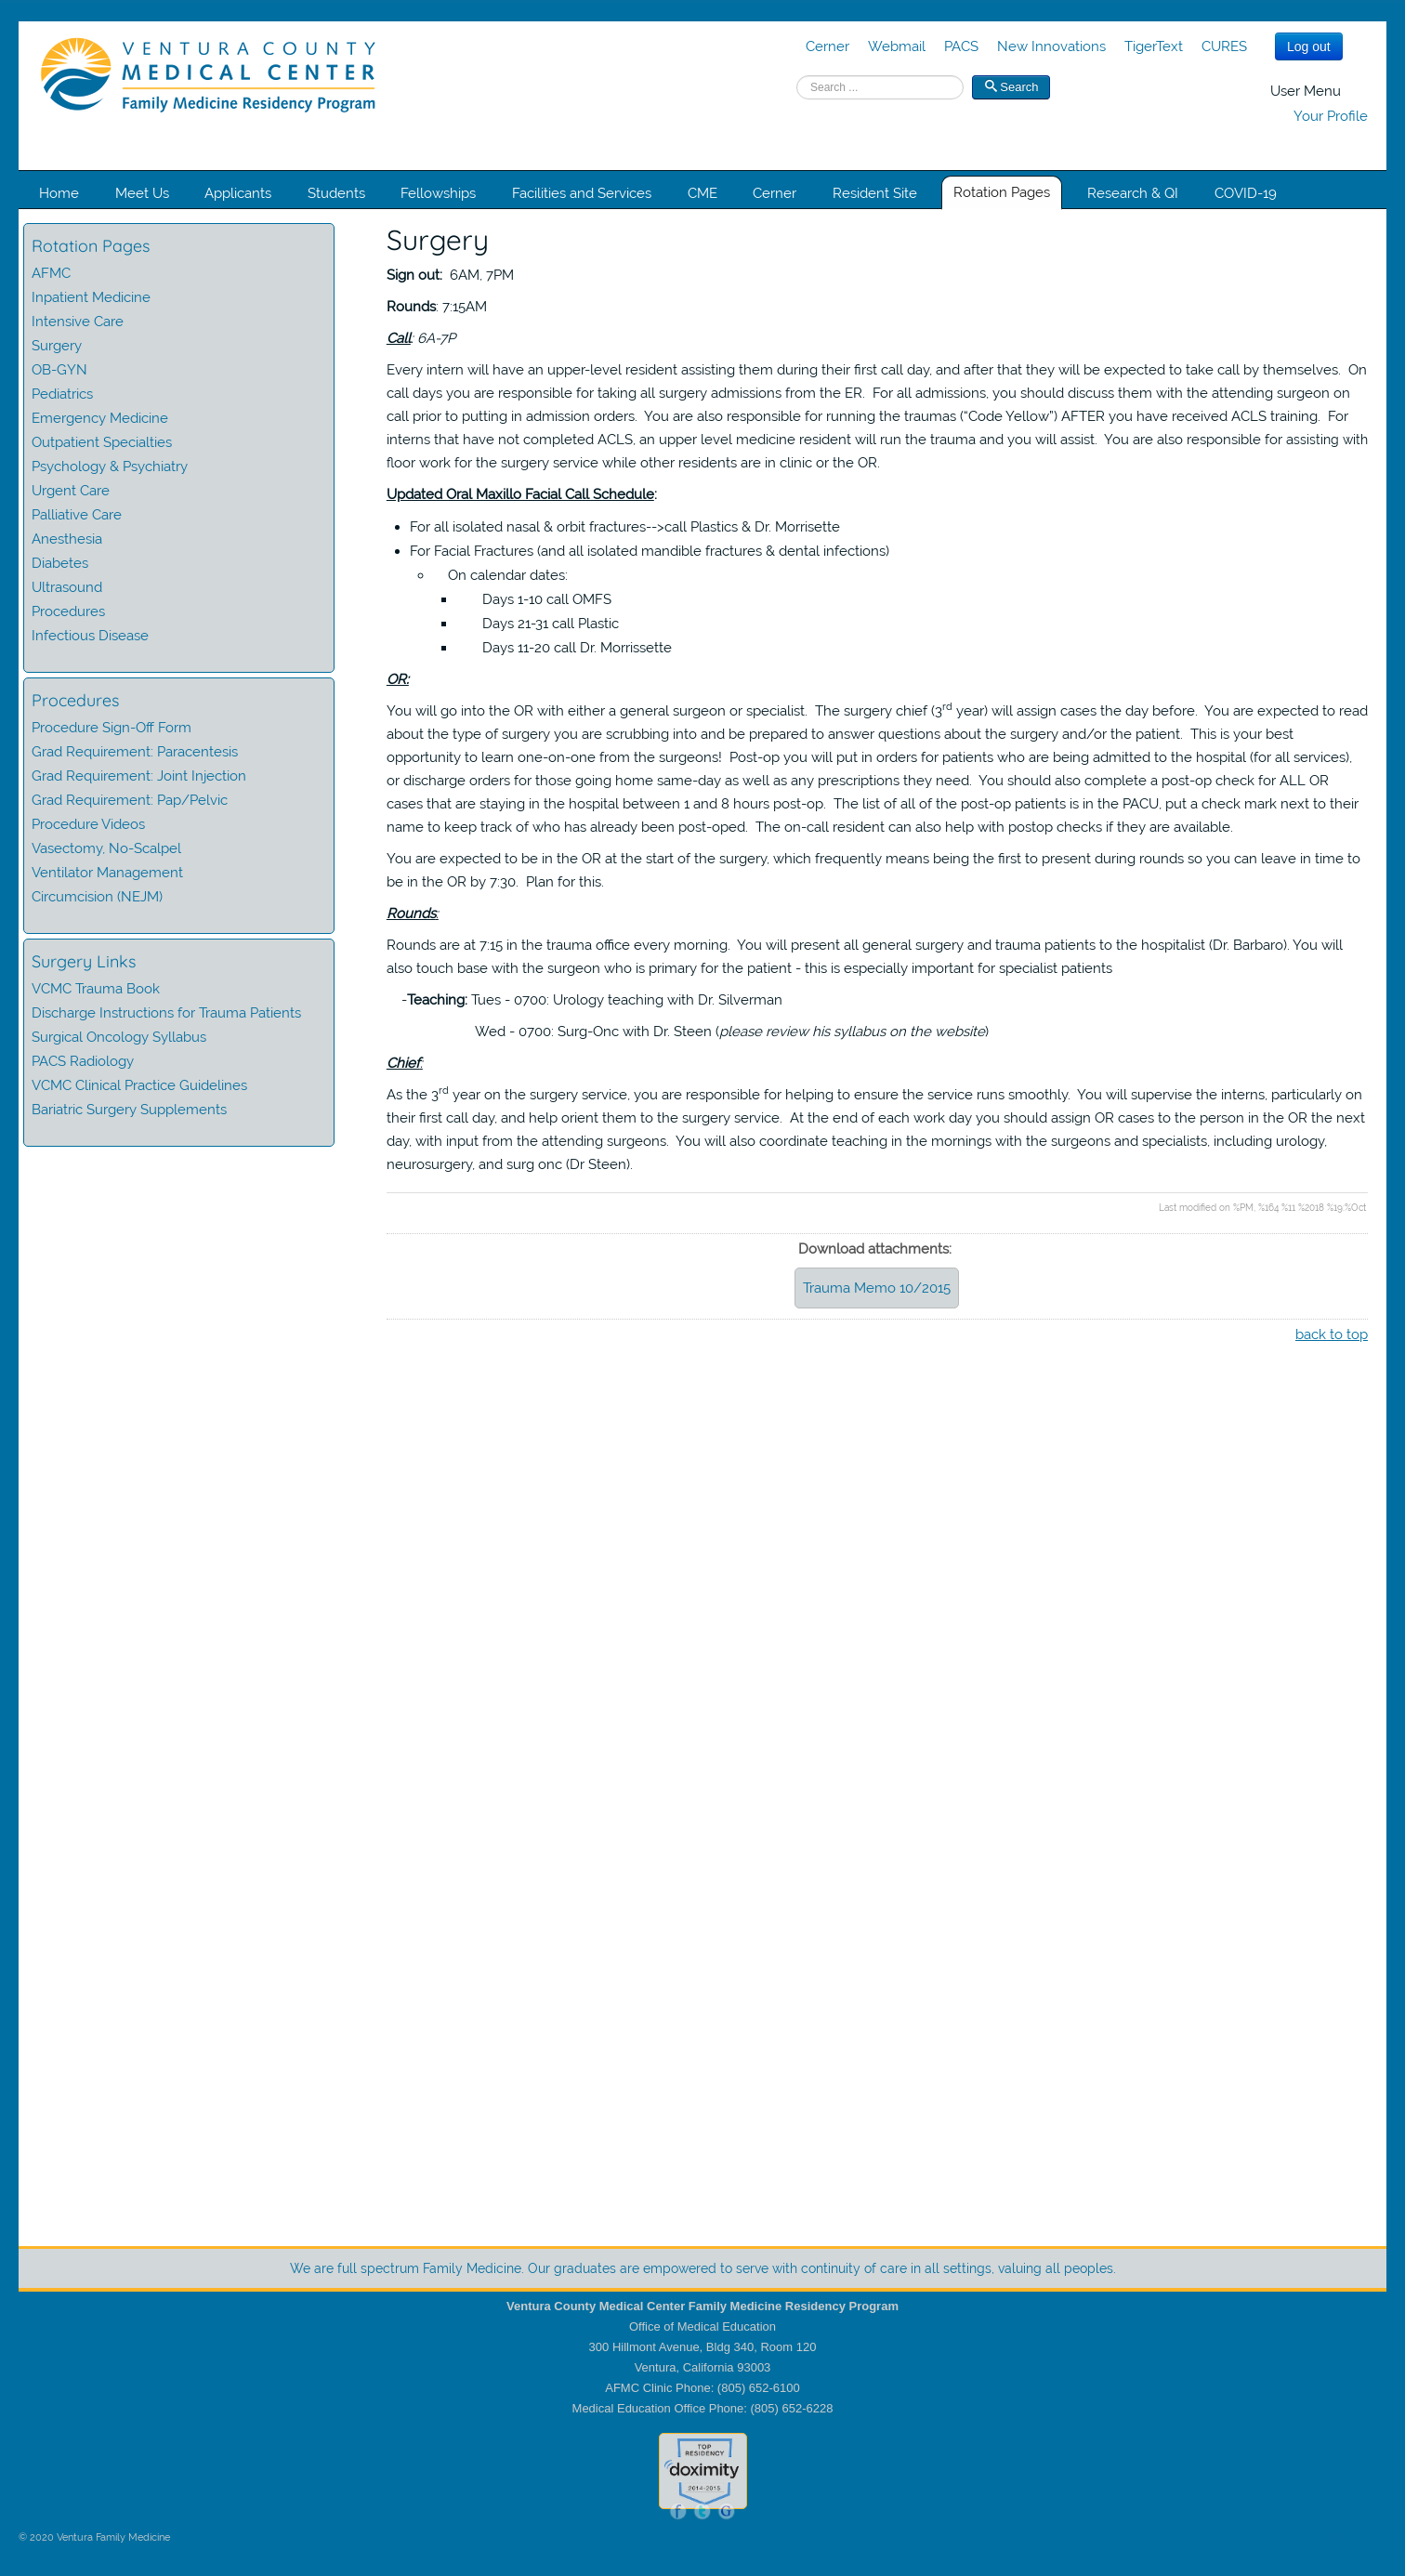 VENTURA COUNTY
MEDICAL CENTER
Family Medicine Residency Program
Cerner Webmail PACS New Innovations TigerText CURES Log out
Search ... Search
User Menu
Your Profile
Home Meet Us Applicants Students Fellowships Facilities and Services CME Cerner Resident Site Rotation Pages Research & QI COVID-19
Rotation Pages
AFMC
Inpatient Medicine
Intensive Care
Surgery
OB-GYN
Pediatrics
Emergency Medicine
Outpatient Specialties
Psychology & Psychiatry
Urgent Care
Palliative Care
Anesthesia
Diabetes
Ultrasound
Procedures
Infectious Disease
Procedures
Procedure Sign-Off Form
Grad Requirement: Paracentesis
Grad Requirement: Joint Injection
Grad Requirement: Pap/Pelvic
Procedure Videos
Vasectomy, No-Scalpel
Ventilator Management
Circumcision (NEJM)
Surgery Links
VCMC Trauma Book
Discharge Instructions for Trauma Patients
Surgical Oncology Syllabus
PACS Radiology
VCMC Clinical Practice Guidelines
Bariatric Surgery Supplements
Surgery
Sign out: 6AM, 7PM
Rounds: 7:15AM
Call: 6A-7P
Every intern will have an upper-level resident assisting them during their first call day, and after that they will be expected to take call by themselves. On
call days you are responsible for taking all surgery admissions from the ER. For all admissions, you should discuss them with the attending surgeon on
call prior to putting in admission orders. You are also responsible for running the traumas (“Code Yellow”) AFTER you have received ACLS training. For
interns that have not completed ACLS, an upper level medicine resident will run the trauma and you will assist. You are also responsible for assisting with
floor work for the surgery service while other residents are in clinic or the OR.
Updated Oral Maxillo Facial Call Schedule:
• For all isolated nasal & orbit fractures-->call Plastics & Dr. Morrisette
• For Facial Fractures (and all isolated mandible fractures & dental infections)
○ On calendar dates:
■ Days 1-10 call OMFS
■ Days 21-31 call Plastic
■ Days 11-20 call Dr. Morrissette
OR:
You will go into the OR with either a general surgeon or specialist. The surgery chief (3rd year) will assign cases the day before. You are expected to read
about the type of surgery you are scrubbing into and be prepared to answer questions about the surgery and/or the patient. This is your best
opportunity to learn one-on-one from the surgeons! Post-op you will put in orders for patients who are being admitted to the hospital (for all services),
or discharge orders for those going home same-day as well as any prescriptions they need. You should also complete a post-op check for ALL OR
cases that are staying in the hospital between 1 and 8 hours post-op. The list of all of the post-op patients is in the PACU, put a check mark next to their
name to keep track of who has already been post-oped. The on-call resident can also help with postop checks if they are available.
You are expected to be in the OR at the start of the surgery, which frequently means being the first to present during rounds so you can leave in time to
be in the OR by 7:30. Plan for this.
Rounds:
Rounds are at 7:15 in the trauma office every morning. You will present all general surgery and trauma patients to the hospitalist (Dr. Barbaro). You will
also touch base with the surgeon who is primary for the patient - this is especially important for specialist patients
-Teaching: Tues - 0700: Urology teaching with Dr. Silverman
Wed - 0700: Surg-Onc with Dr. Steen (please review his syllabus on the website)
Chief:
As the 3rd year on the surgery service, you are responsible for helping to ensure the service runs smoothly. You will supervise the interns, particularly on
their first call day, and help orient them to the surgery service. At the end of each work day you should assign OR cases to the person in the OR the next
day, with input from the attending surgeons. You will also coordinate teaching in the mornings with the surgeons and specialists, including urology,
neurosurgery, and surg onc (Dr Steen).
Last modified on %PM, %164 %11 %2018 %19:%Oct
Download attachments:
Trauma Memo 10/2015
back to top
We are full spectrum Family Medicine. Our graduates are empowered to serve with continuity of care in all settings, valuing all peoples.
Ventura County Medical Center Family Medicine Residency Program
Office of Medical Education
300 Hillmont Avenue, Bldg 340, Room 120
Ventura, California 93003
AFMC Clinic Phone: (805) 652-6100
Medical Education Office Phone: (805) 652-6228
TOP
RESIDENCY
doximity
2014-2015
f t G
© 2020 Ventura Family Medicine